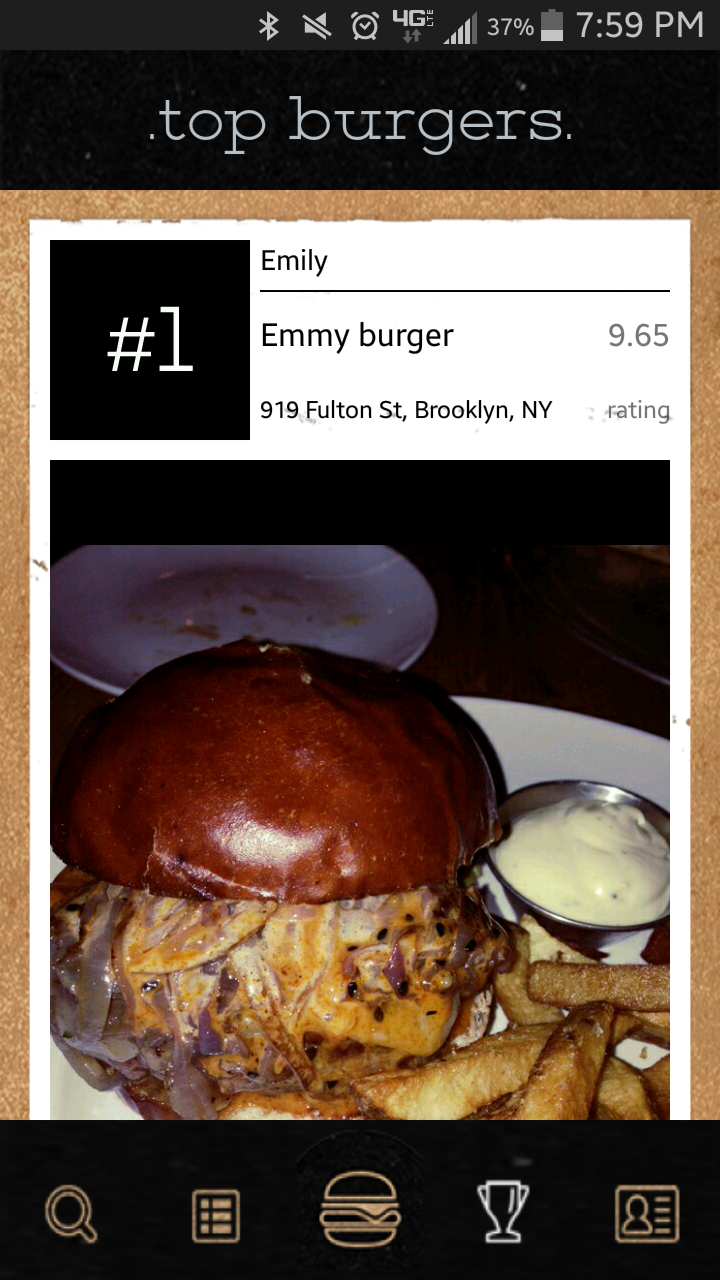 4G LTE 37% 7:59 PM
.top burgers.
#1
Emily
Emmy burger 9.65
919 Fulton St, Brooklyn, NY rating